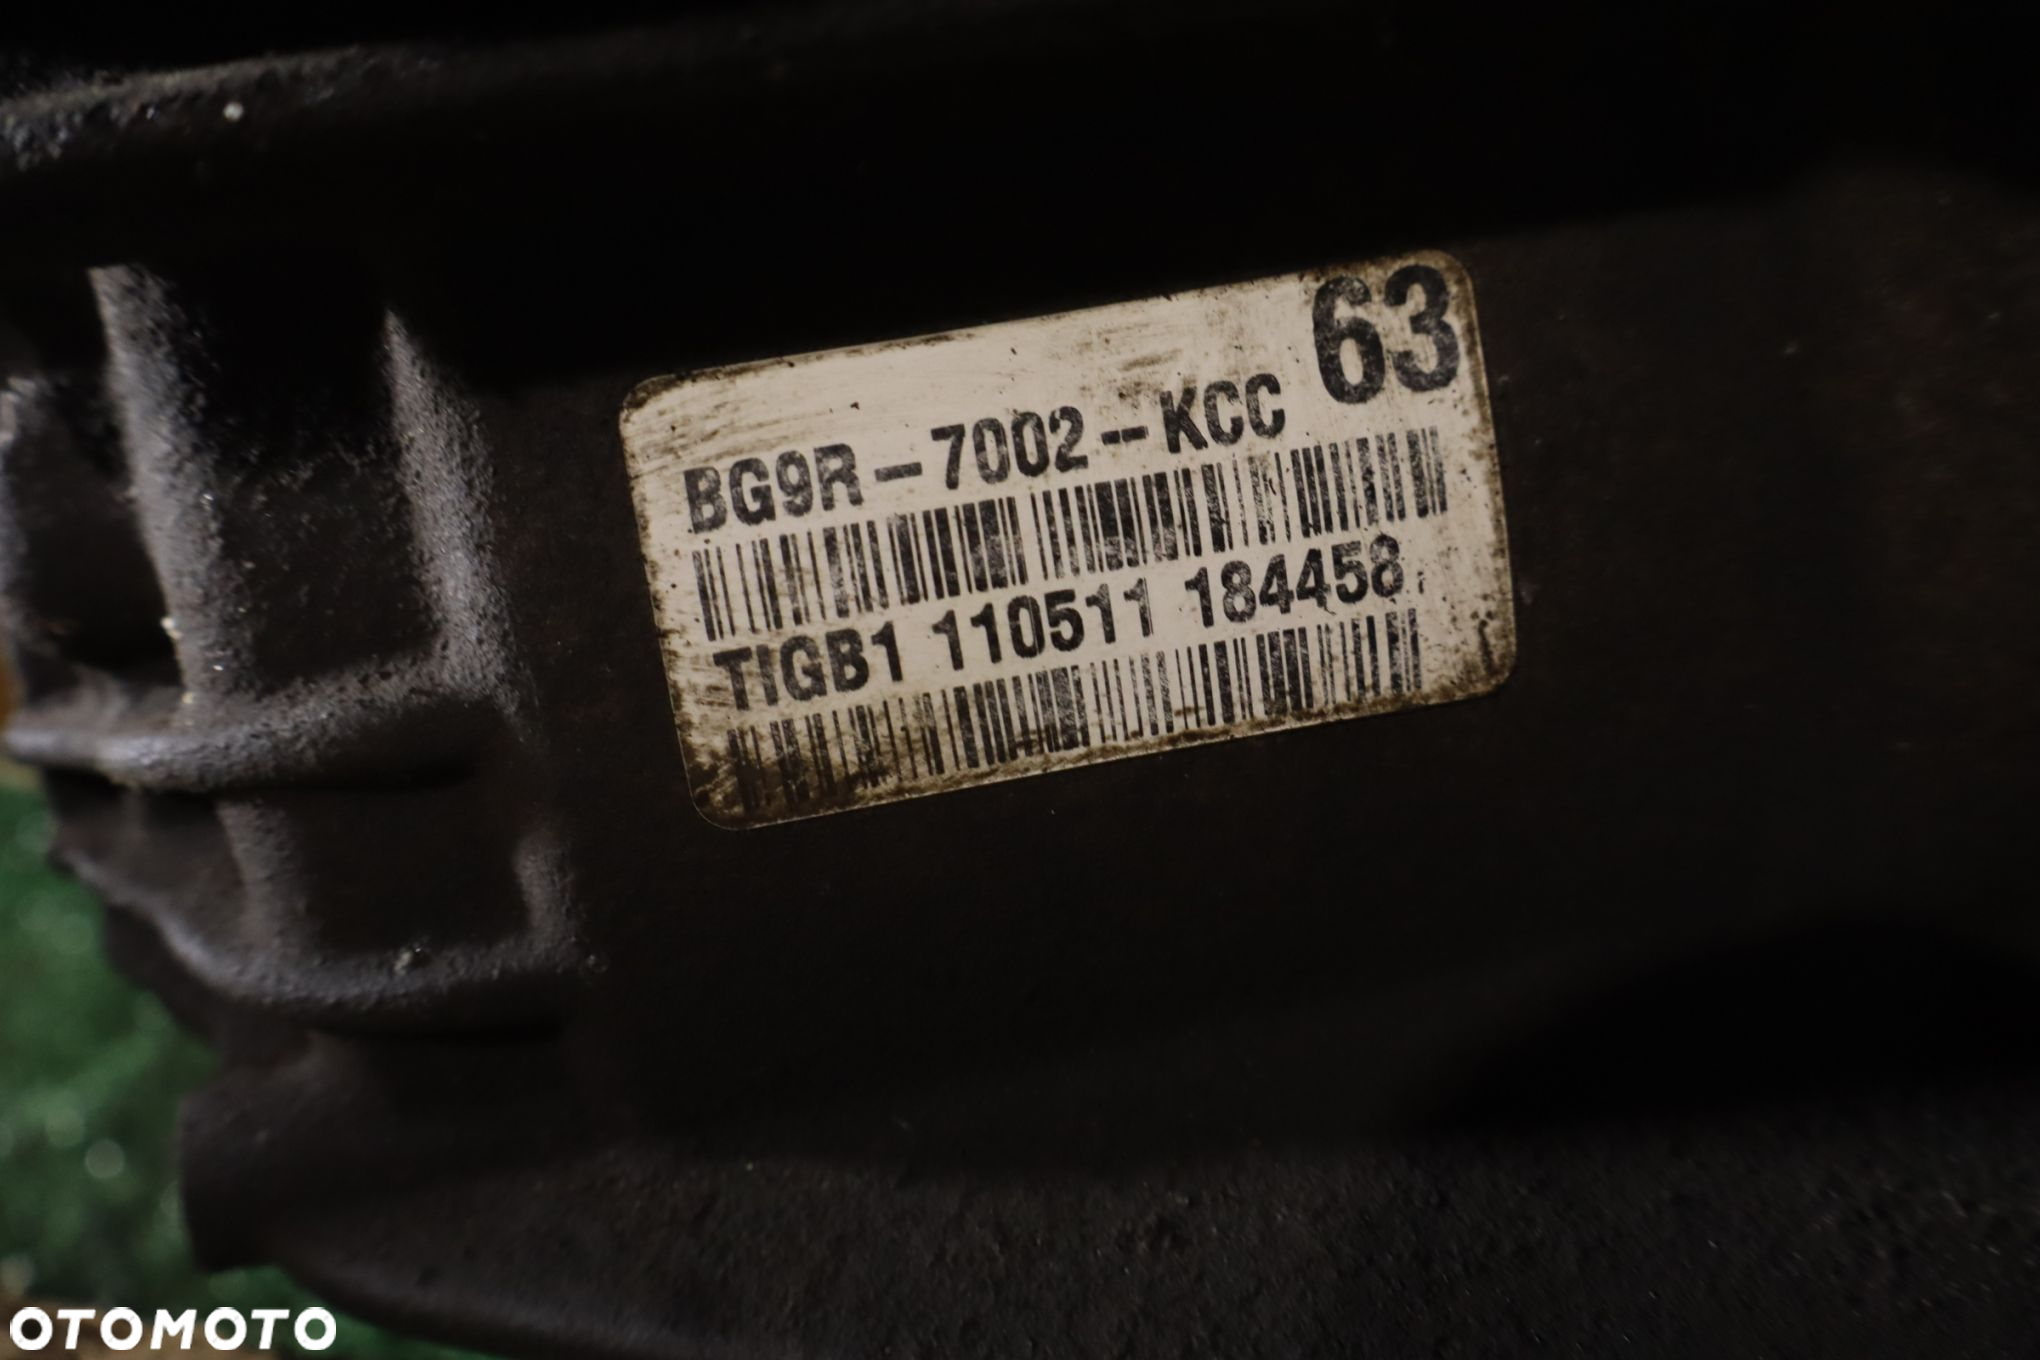 63
BG9R-7002-KCC
TIGB1 110511 184458
OTOMOTO